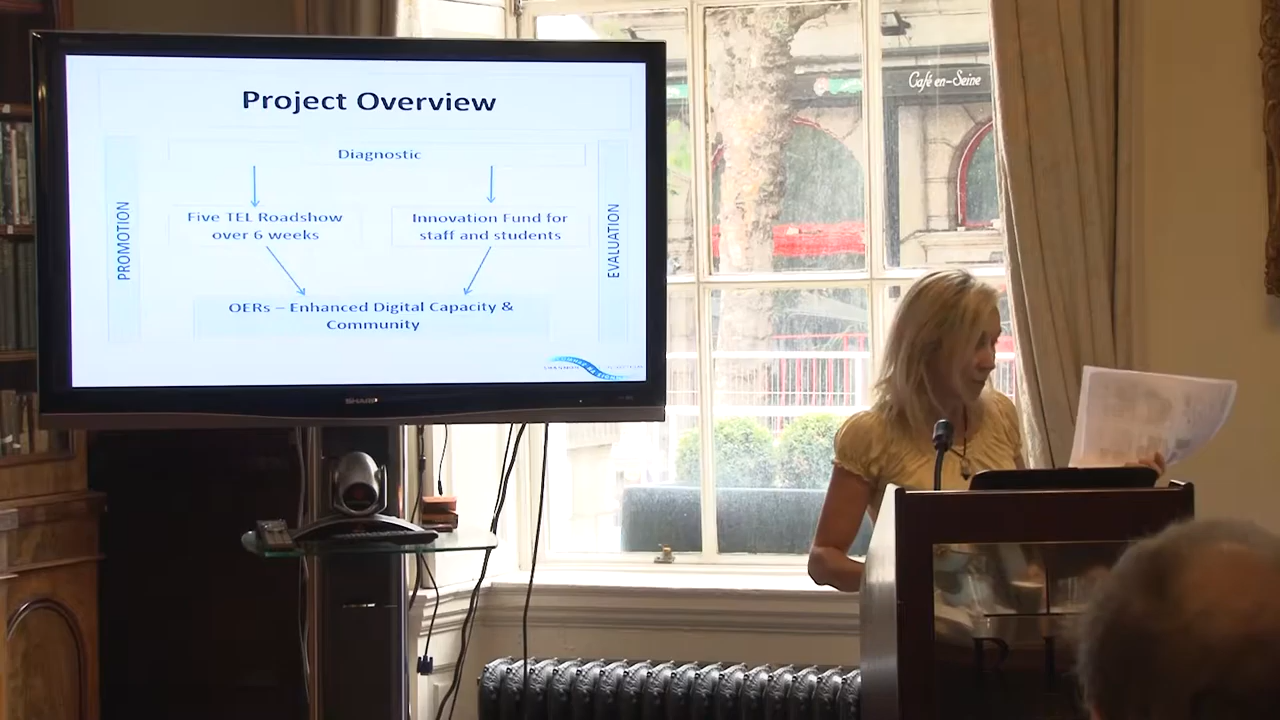 Project Overview
Diagnostic
PROMOTION
Five TEL Roadshow
over 6 weeks
Innovation Fund for
staff and students
EVALUATION
OERs – Enhanced Digital Capacity &
Community
SHARP
Café en-Seine